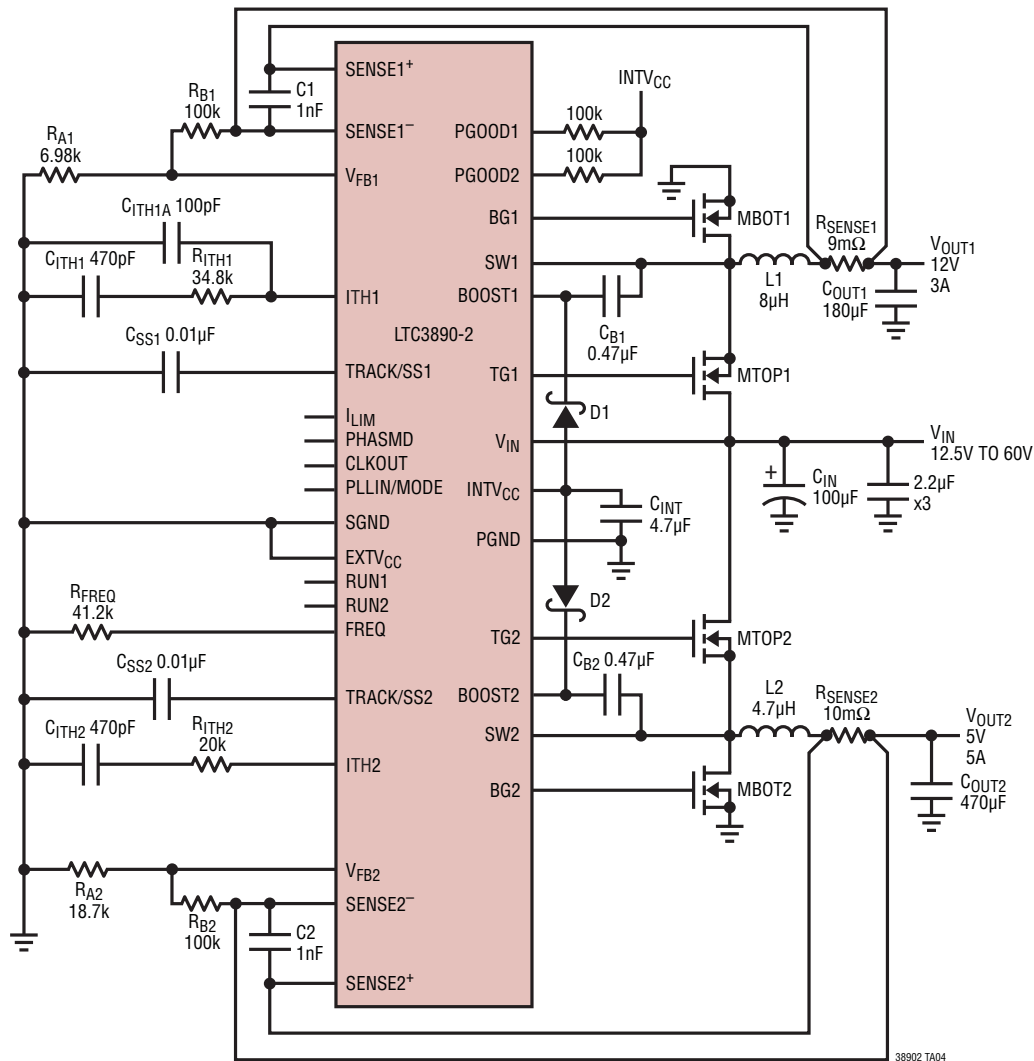 SENSE1+
C1
1nF
RB1
100k
SENSE1–
RA1
6.98k
VFB1
CITH1A 100pF
CITH1 470pF
RITH1
34.8k
ITH1
CSS1 0.01µF
TRACK/SS1
ILIM
PHASMD
CLKOUT
PLLIN/MODE
SGND
EXTVCC
RUN1
RUN2
RFREQ
41.2k
FREQ
CSS2 0.01µF
TRACK/SS2
CITH2 470pF
RITH2
20k
ITH2
VFB2
RA2
18.7k
SENSE2–
RB2
100k
C2
1nF
SENSE2+
LTC3890-2
INTVCC
PGOOD1
100k
PGOOD2
100k
BG1
MBOT1
SW1
L1
8µH
RSENSE1
9mΩ
VOUT1
12V
3A
COUT1
180µF
BOOST1
CB1
0.47µF
TG1
MTOP1
D1
VIN
VIN
12.5V TO 60V
CIN
100µF
+
2.2µF
x3
INTVCC
CINT
4.7µF
PGND
D2
TG2
MTOP2
CB2 0.47µF
BOOST2
SW2
L2
4.7µH
RSENSE2
10mΩ
VOUT2
5V
5A
COUT2
470µF
BG2
MBOT2
38902 TA04